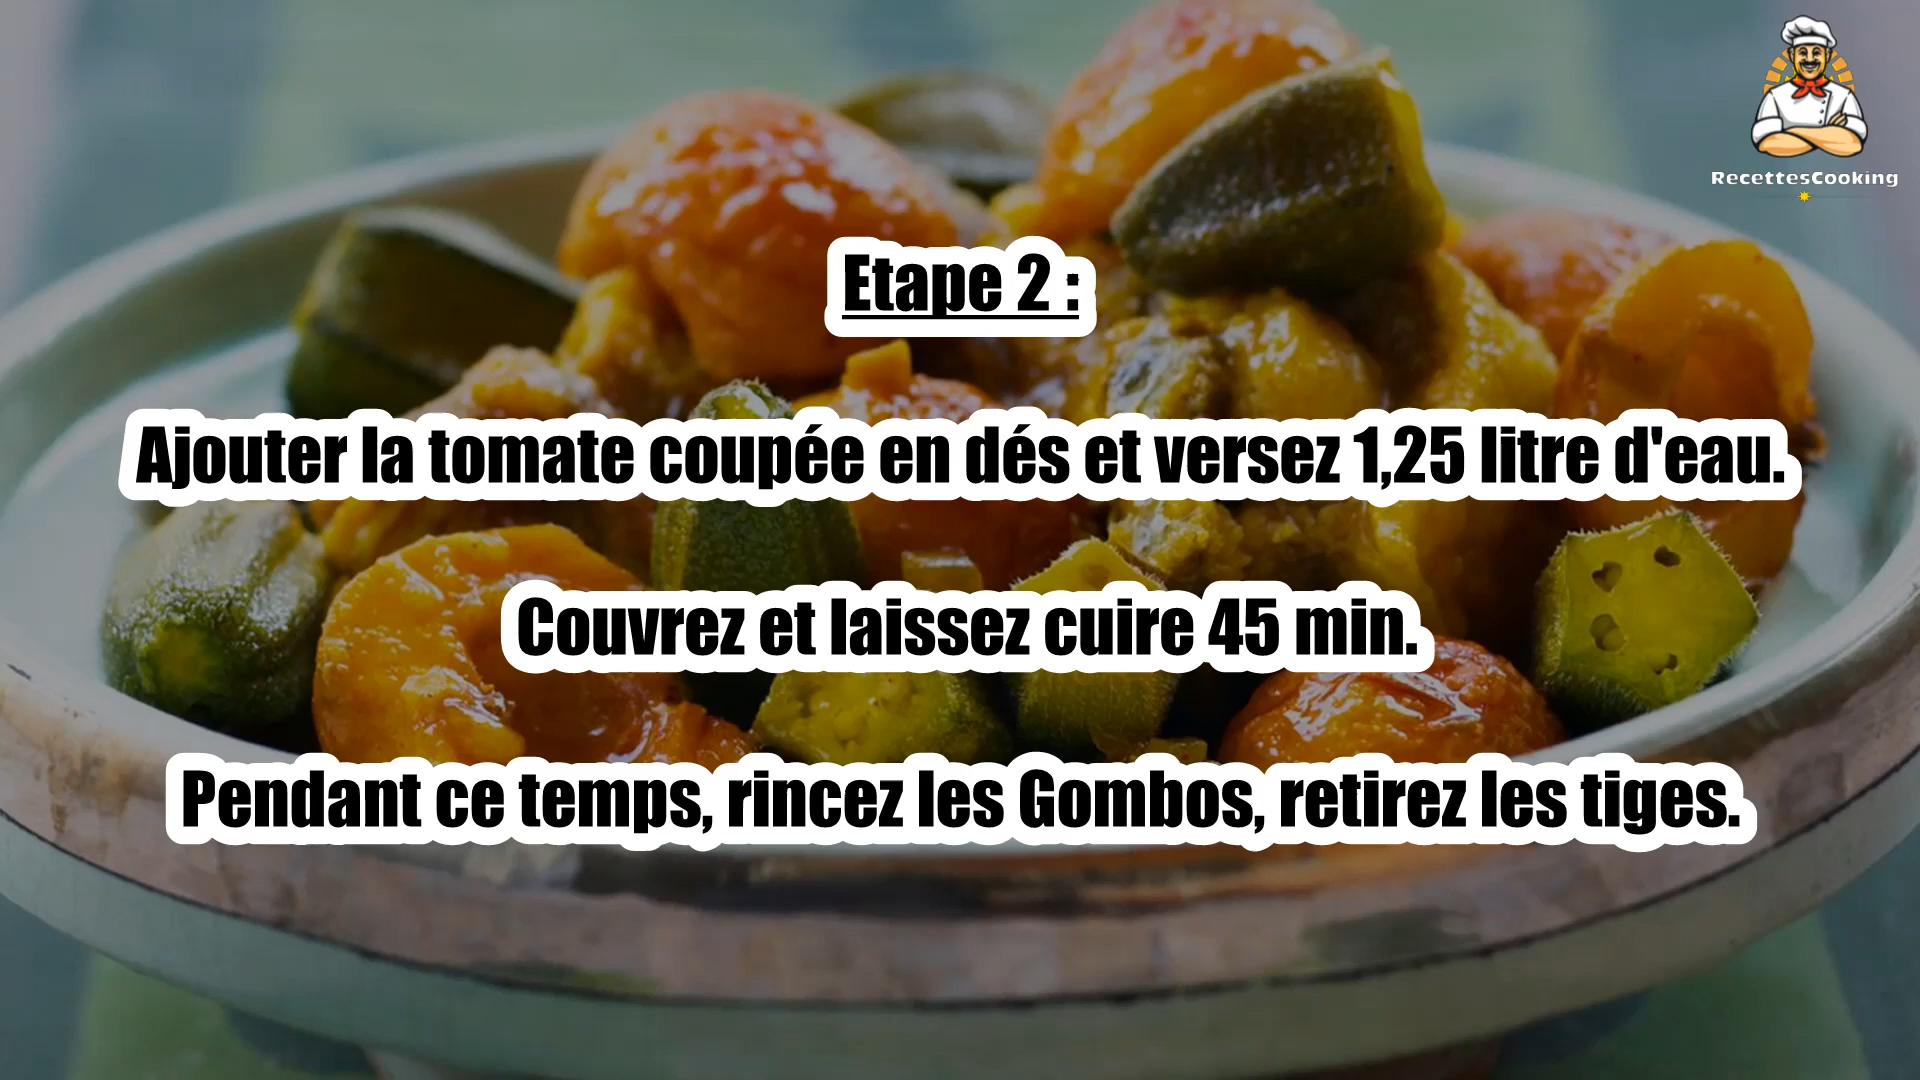 RecettesCooking
Etape 2 :
Ajouter la tomate coupée en dés et versez 1,25 litre d'eau.
Couvrez et laissez cuire 45 min.
Pendant ce temps, rincez les Gombos, retirez les tiges.